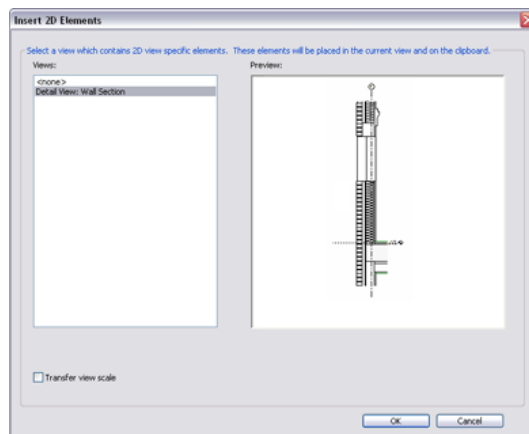 Insert 2D Elements
Select a view which contains 2D view specific elements. These elements will be placed in the current view and on the clipboard.
Views:
Preview:
<none>
Detail View: Wall Section
Transfer view scale
OK
Cancel